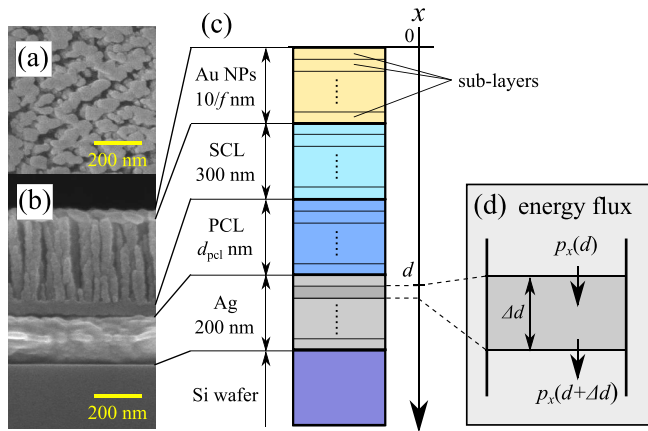 (a)
200 nm
(b)
200 nm
(c)
x
0
Au NPs
10/f nm
sub-layers
SCL
300 nm
PCL
d_pcl nm
d
Ag
200 nm
Si wafer
(d) energy flux
p_x(d)
Δd
p_x(d+Δd)